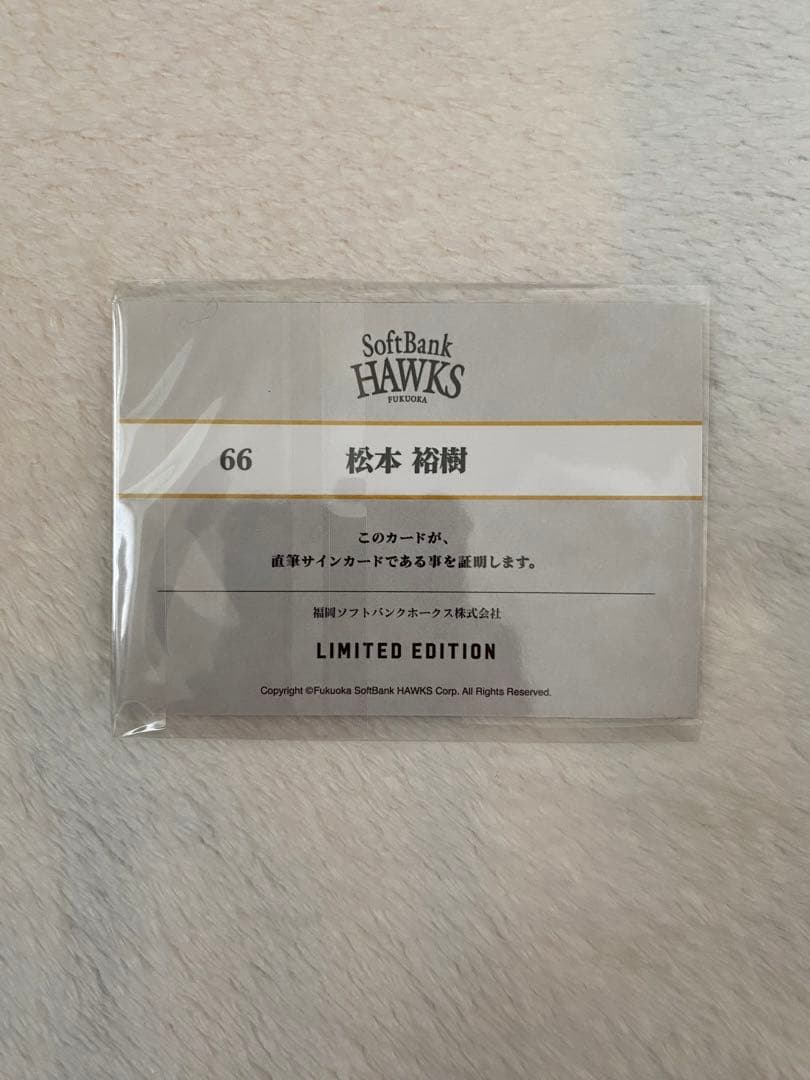 SoftBank
HAWKS
FUKUOKA
66 松本 裕樹
このカードが、
直筆サインカードである事を証明します。
福岡ソフトバンクホークス株式会社
LIMITED EDITION
Copyright ©Fukuoka SoftBank HAWKS Corp. All Rights Reserved.